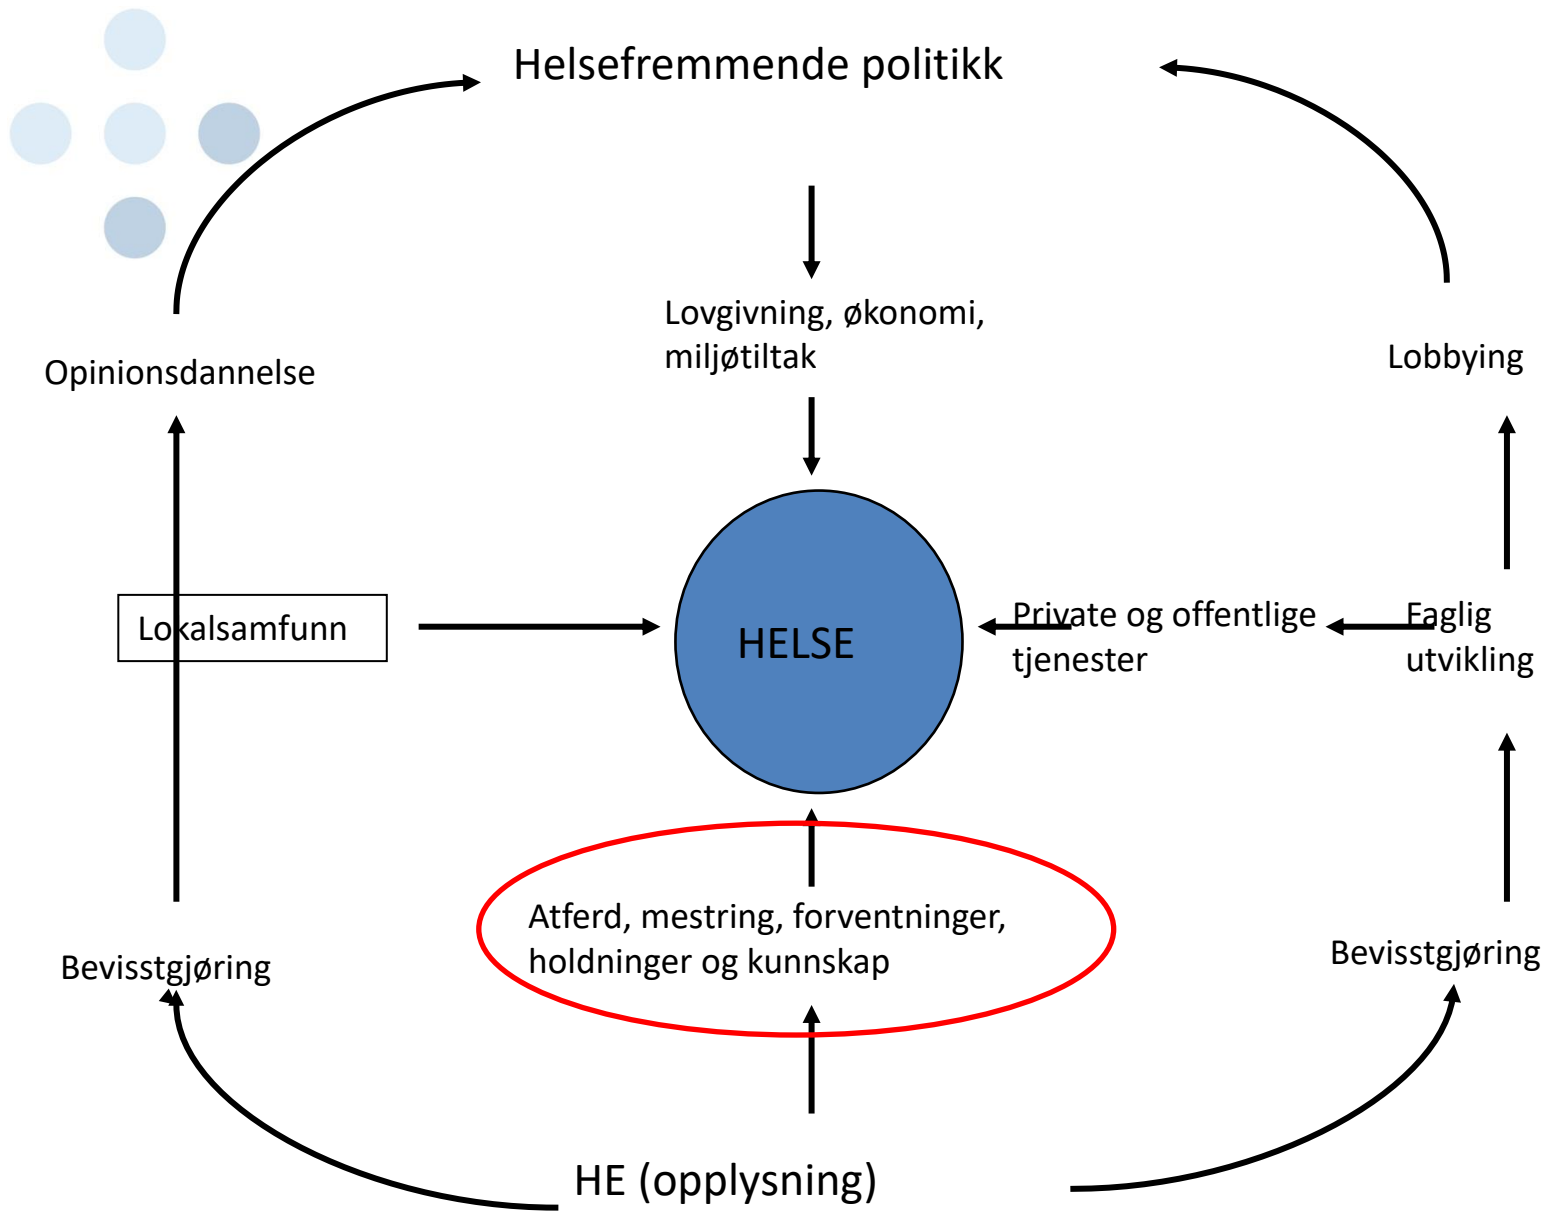 Helsefremmende politikk
Lovgivning, økonomi,
miljøtiltak
Opinionsdannelse
Lobbying
Lokalsamfunn
HELSE
Private og offentlige
tjenester
Faglig
utvikling
Atferd, mestring, forventninger,
holdninger og kunnskap
Bevisstgjøring
Bevisstgjøring
HE (opplysning)